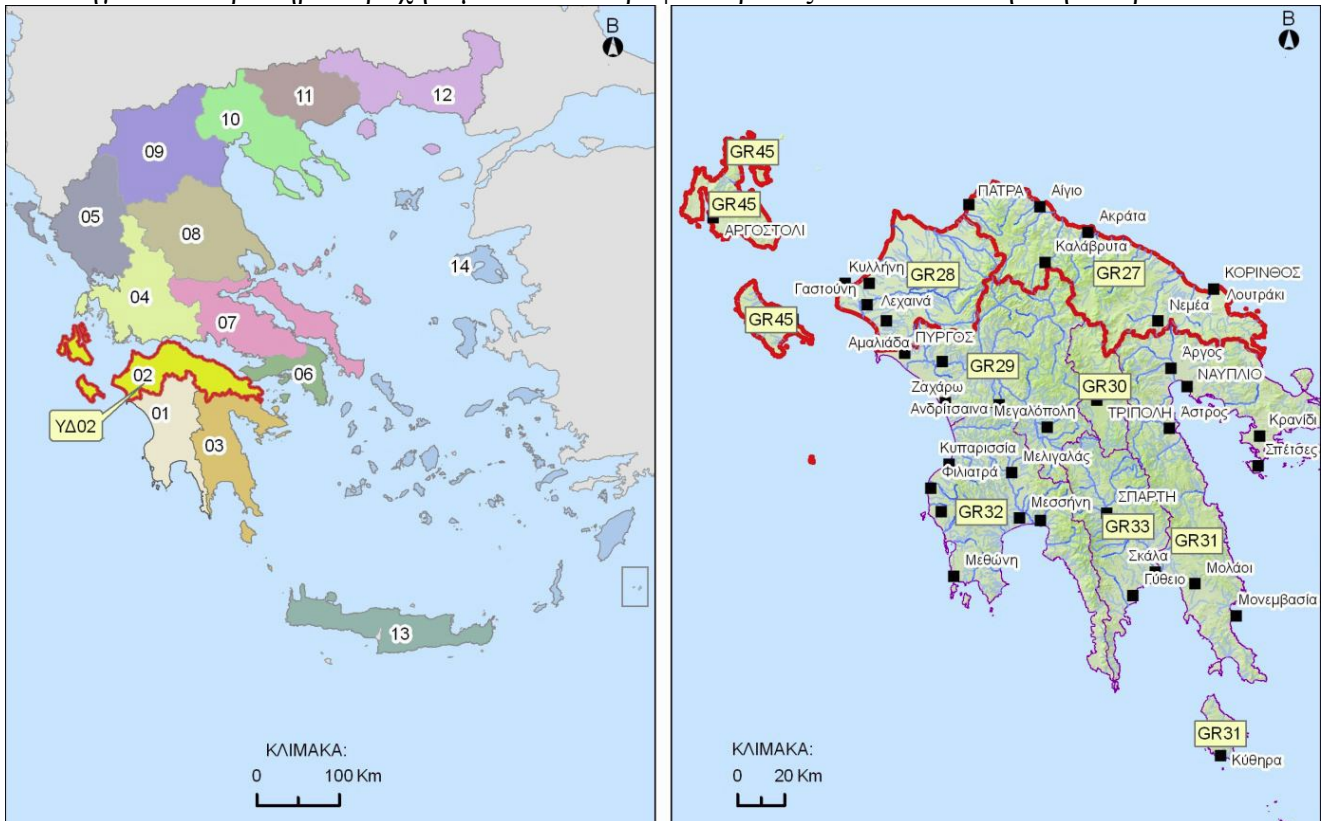 Β
11
12
10
09
05
08
14
04
07
02
06
ΥΔ02
01
03
13
ΚΛΙΜΑΚΑ:
0 100 Km
Β
GR45
GR45
ΑΡΓΟΣΤΟΛΙ
ΠΑΤΡΑ
Αίγιο
Ακράτα
Καλάβρυτα
Κυλλήνη
GR28
GR27
ΚΟΡΙΝΘΟΣ
Γαστούνη
Λεχαινά
Λουτράκι
GR45
Νεμέα
Αμαλιάδα
ΠΥΡΓΟΣ
Άργος
GR29
ΝΑΥΠΛΙΟ
Ζαχάρω
GR30
Ανδρίτσαινα
Μεγαλόπολη
ΤΡΙΠΟΛΗ
Άστρος
Κρανίδι
Κυπαρισσία
Μελιγαλάς
Σπέτσες
Φιλιατρά
ΣΠΑΡΤΗ
GR32
Μεσσήνη
GR33
GR31
Σκάλα
Μεθώνη
Γύθειο
Μολάοι
Μονεμβασία
GR31
Κύθηρα
ΚΛΙΜΑΚΑ:
0 20 Km